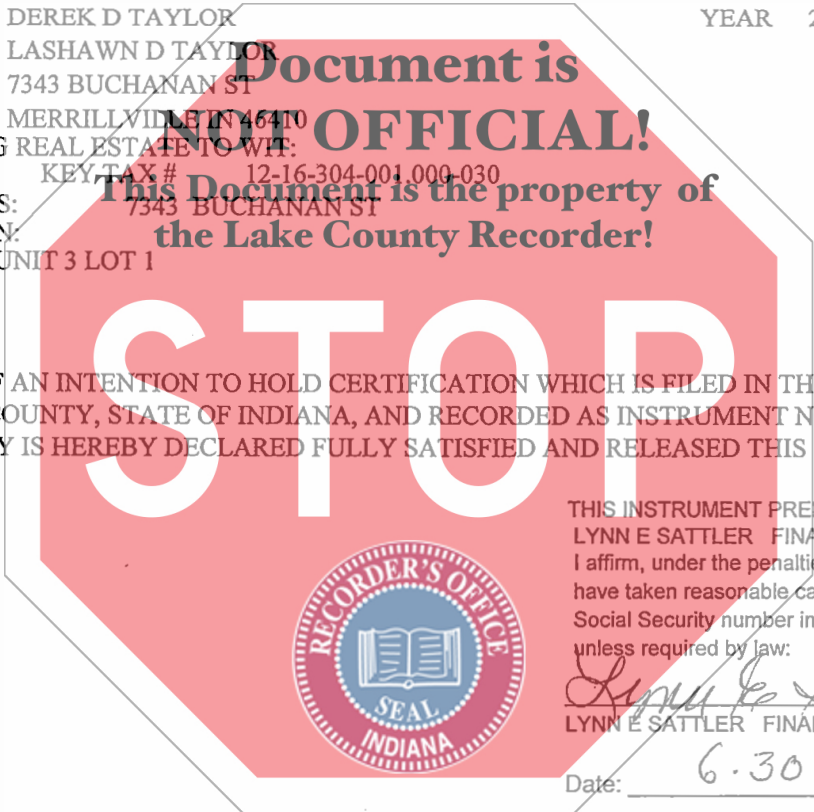 DEREK D TAYLOR YEAR
LASHAWN D TAYLOR
7343 BUCHANAN ST
MERRILLVILLE IN 46410
REAL ESTATE TO WIT:
KEY TAX # 12-16-304-001.000-030
S: 7343 BUCHANAN ST
N:
UNIT 3 LOT 1
Document is
NOT OFFICIAL!
This Document is the property of
the Lake County Recorder!
STOP
AN INTENTION TO HOLD CERTIFICATION WHICH IS FILED IN TH
OUNTY, STATE OF INDIANA, AND RECORDED AS INSTRUMENT N
Y IS HEREBY DECLARED FULLY SATISFIED AND RELEASED THIS
THIS INSTRUMENT PRE
LYNN E SATTLER FINA
I affirm, under the penaltie
have taken reasonable ca
Social Security number in
unless required by law:
Lynn E
LYNN E SATTLER FINA
Date: 6.30
RECORDER'S OFFICE
SEAL
INDIANA